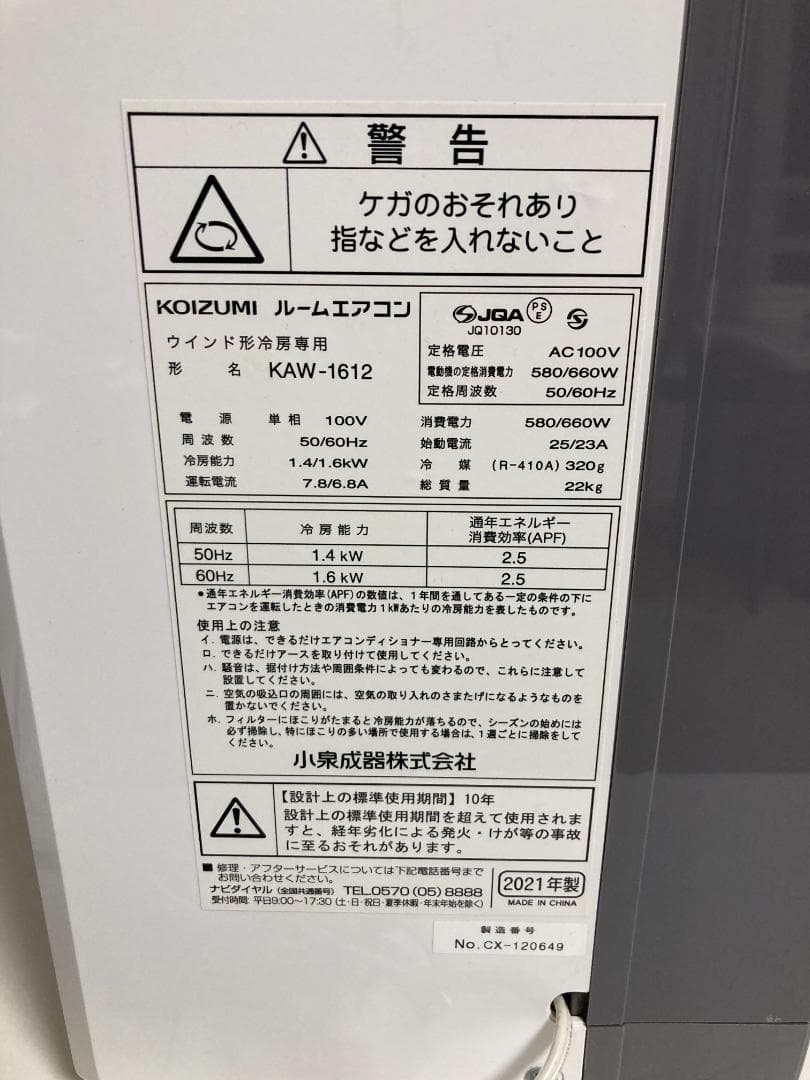 警告
ケガのおそれあり
指などを入れないこと
KOIZUMI ルームエアコン
ウインド形冷房専用
形 名 KAW-1612
JQA PSE
JQ10130
定格電圧 AC100V
電動機の定格消費電力 580/660W
定格周波数 50/60Hz
電 源 単相 100V
周波数 50/60Hz
冷房能力 1.4/1.6kW
運転電流 7.8/6.8A
消費電力 580/660W
始動電流 25/23A
冷 媒 (R-410A) 320g
総質量 22kg
周波数 冷房能力 通年エネルギー
消費効率(APF)
50Hz 1.4 kW 2.5
60Hz 1.6 kW 2.5
●通年エネルギー消費効率(APF)の数値は、1年間を通してある一定の条件の下に
エアコンを運転したときの消費電力1kWあたりの冷房能力を表したものです。
使用上の注意
イ. 電源は、できるだけエアコンディショナー専用回路からとってください。
ロ. できるだけアースを取り付けて使用してください。
ハ. 騒音は、据付け方法や周囲条件によっても変わるので、これらに注意して
設置してください。
ニ. 空気の吸込口の周囲には、空気の取り入れのさまたげになるようなものを
置かないでください。
ホ. フィルターにほこりがたまると冷房能力が落ちるので、シーズンの始めには
必ず掃除し、特にほこりの多い場所で使用する場合は、1週ごとに掃除をして
ください。
小泉成器株式会社
【設計上の標準使用期間】10年
設計上の標準使用期間を超えて使用されま
すと、経年劣化による発火・けが等の事故
に至るおそれがあります。
■ 修理・アフターサービスについては下記電話番号まで
お問い合わせください。
ナビダイヤル (全国共通番号) TEL.0570 (05) 8888
受付時間: 平日9:00~17:30 (土・日・祝日・夏季休暇・年末年始を除く)
2021年製
MADE IN CHINA
製造番号
No. CX-120649